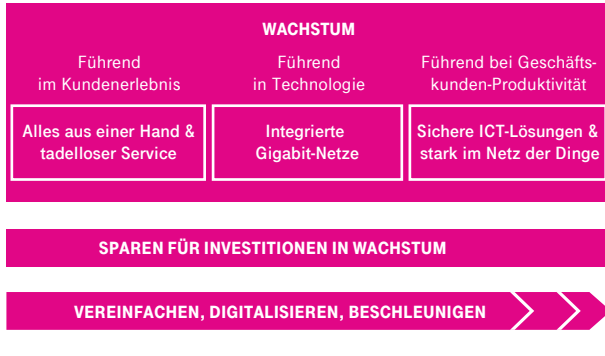 WACHSTUM
Führend
im Kundenerlebnis
Führend
in Technologie
Führend bei Geschäfts-
kunden-Produktivität
Alles aus einer Hand &
tadelloser Service
Integrierte
Gigabit-Netze
Sichere ICT-Lösungen &
stark im Netz der Dinge
SPAREN FÜR INVESTITIONEN IN WACHSTUM
VEREINFACHEN, DIGITALISIEREN, BESCHLEUNIGEN